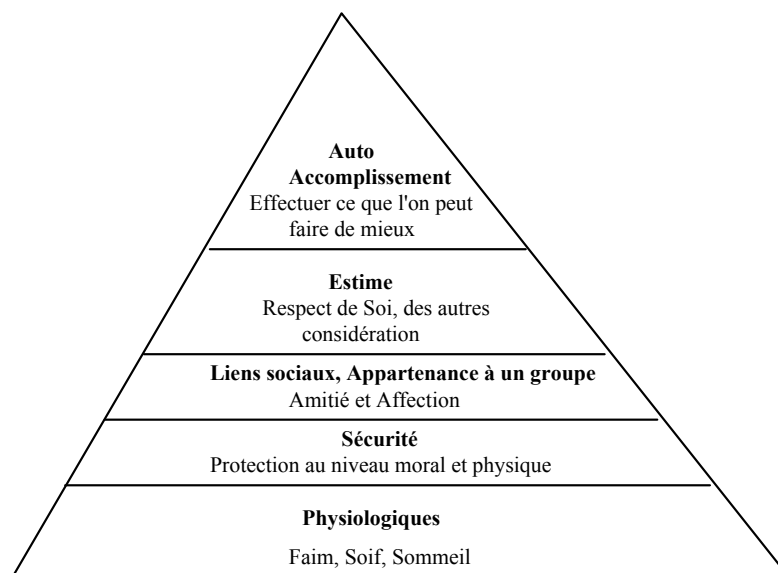 Auto
Accomplissement
Effectuer ce que l'on peut
faire de mieux
Estime
Respect de Soi, des autres
considération
Liens sociaux, Appartenance à un groupe
Amitié et Affection
Sécurité
Protection au niveau moral et physique
Physiologiques
Faim, Soif, Sommeil